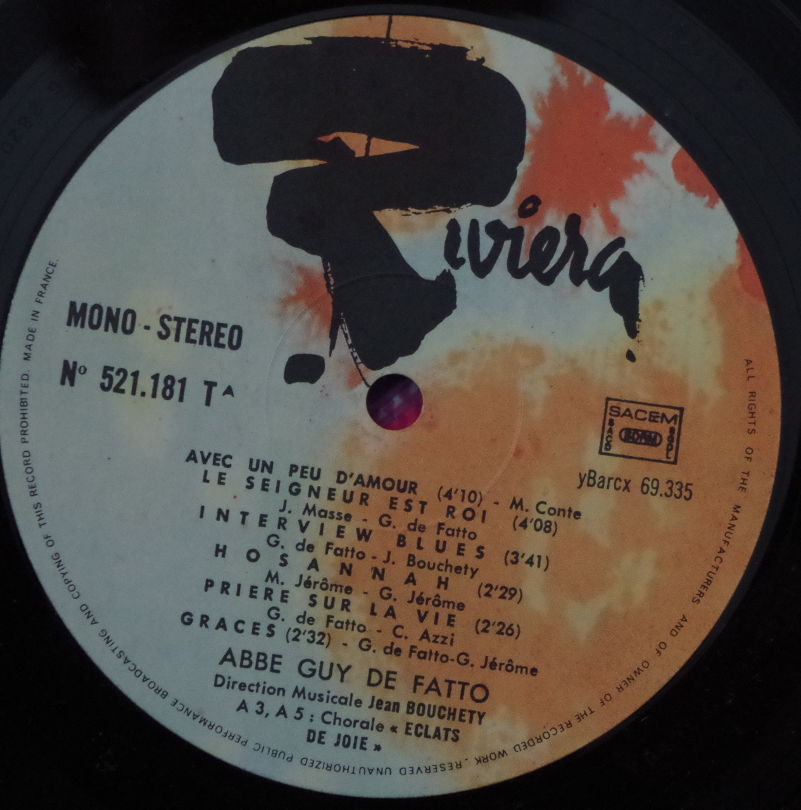 Riviera
MONO - STEREO
Nº 521.181 Tᴬ
SACEM
SACD
SDRM
SGDL
yBarcx 69.335
AVEC UN PEU D'AMOUR (4'10) - M. Conte
LE SEIGNEUR EST ROI (4'08)
J. Masse - G. de Fatto
INTERVIEW BLUES (3'41)
G. de Fatto - J. Bouchety
HOSANNAH (2'29)
M. Jérôme - G. Jérôme
PRIERE SUR LA VIE (2'26)
G. de Fatto - C. Azzi
GRACES (2'32) - G. de Fatto-G. Jérôme
ABBE GUY DE FATTO
Direction Musicale Jean BOUCHETY
A 3, A 5 : Chorale « ECLATS
DE JOIE »
ALL RIGHTS OF THE MANUFACTURERS AND OF OWNER OF THE RECORDED WORK. RESERVED UNAUTHORIZED PUBLIC PERFORMANCE BROADCASTING AND COPYING OF THIS RECORD PROHIBITED. MADE IN FRANCE.